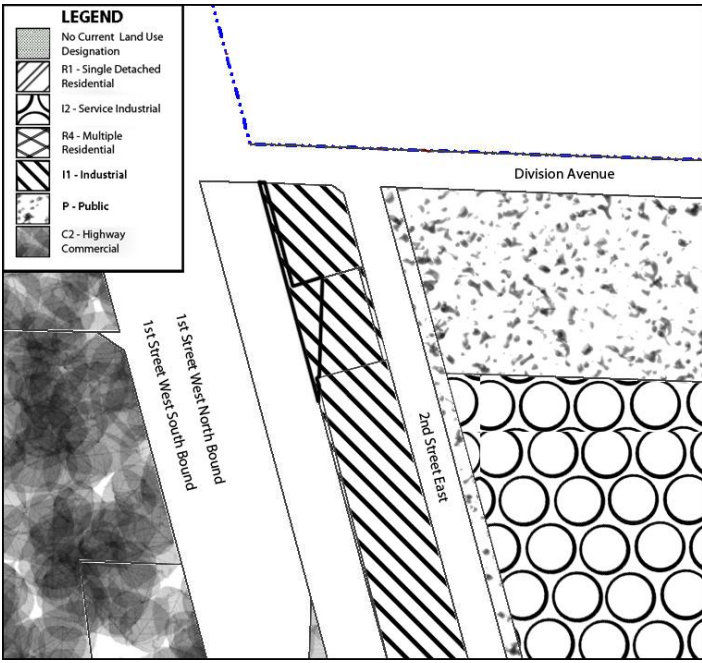 LEGEND
No Current Land Use
Designation
R1 - Single Detached
Residential
I2 - Service Industrial
R4 - Multiple
Residential
I1 - Industrial
P - Public
C2 - Highway
Commercial
Division Avenue
1st Street West North Bound
1st Street West South Bound
2nd Street East